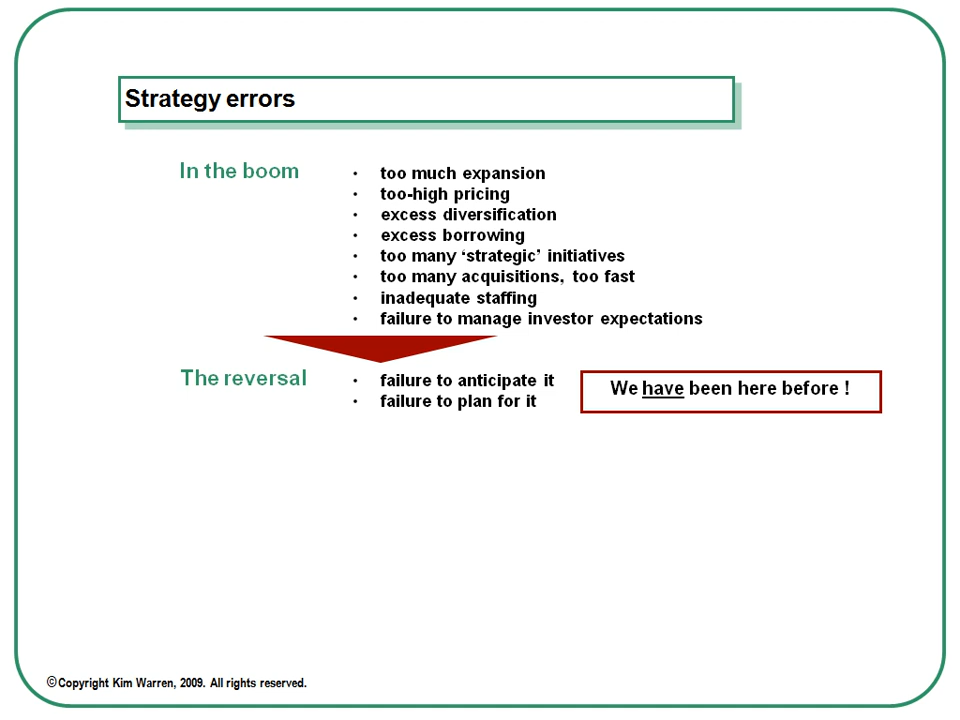 Strategy errors
In the boom
• too much expansion
• too-high pricing
• excess diversification
• excess borrowing
• too many ‘strategic’ initiatives
• too many acquisitions, too fast
• inadequate staffing
• failure to manage investor expectations
The reversal
• failure to anticipate it
• failure to plan for it
We have been here before !
©Copyright Kim Warren, 2009. All rights reserved.